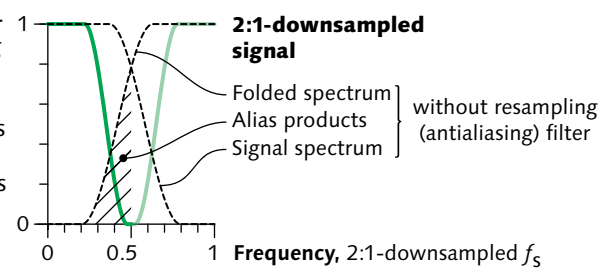 1
2:1-downsampled
signal
Folded spectrum
Alias products
Signal spectrum
without resampling
(antialiasing) filter
0
0 0.5 1
Frequency, 2:1-downsampled fs